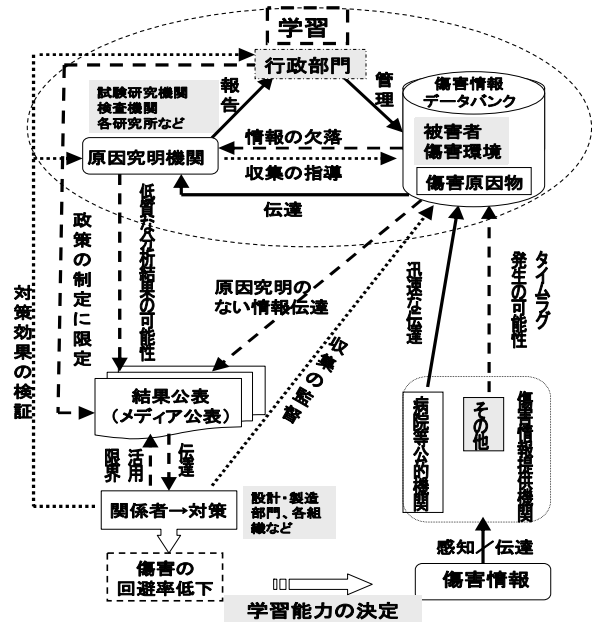 学習
行政部門
試験研究機関
検査機関
各研究所など
報告
管理
傷害情報
データバンク
被害者
傷害環境
傷害原因物
原因究明機関
情報の欠落
収集の指導
伝達
低質な分析結果の可能性
政策の制定に限定
対策効果の検証
原因究明の
ない情報伝達
収集の監督
迅速な伝達
タイムラグ
発生の可能性
結果公表
(メディア公表)
活用
限界
伝達
関係者→対策
設計・製造
部門、各組
織など
傷害の
回避率低下
病院等公的機関
その他
傷害情報提供機関
感知/伝達
傷害情報
学習能力の決定